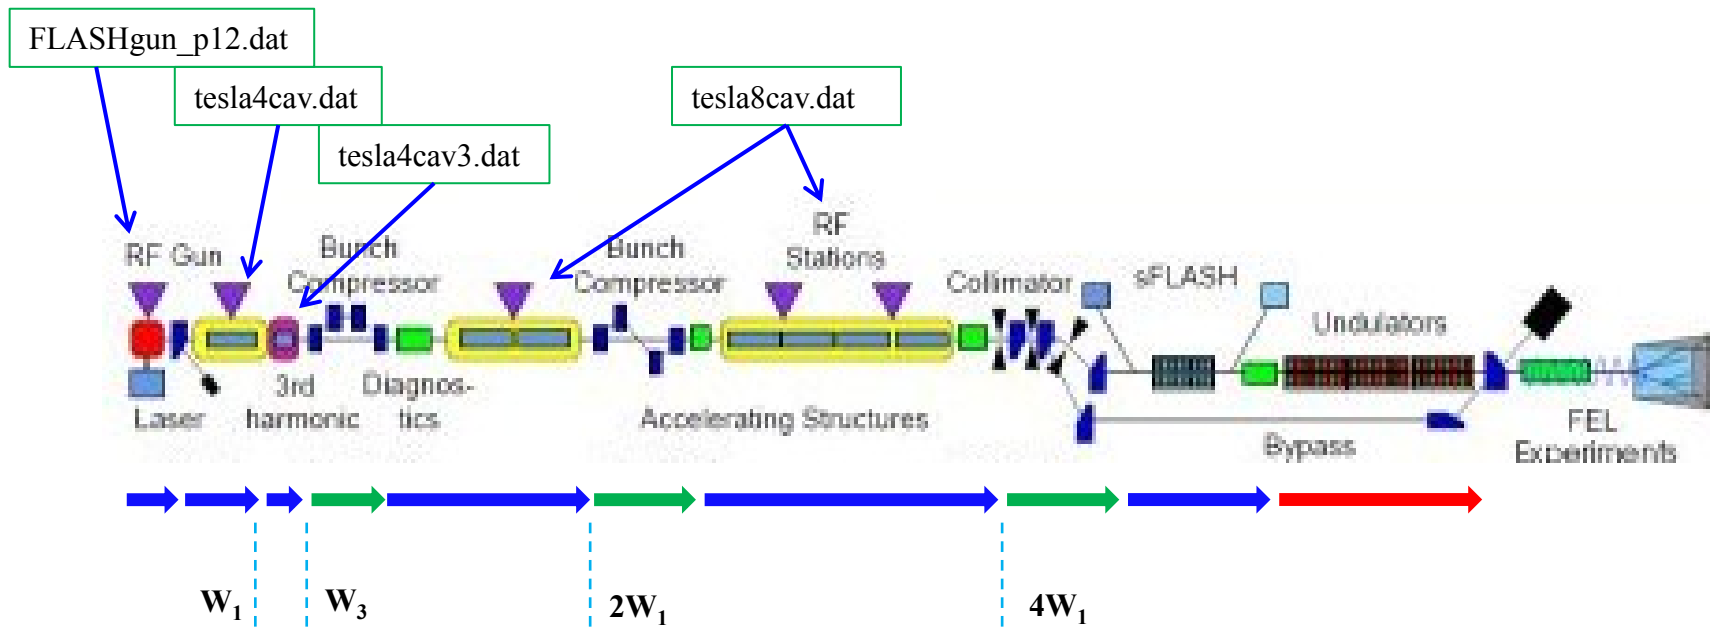 FLASHgun_p12.dat
tesla4cav.dat
tesla8cav.dat
tesla4cav3.dat
RF Gun
Bunch
Compressor
Bunch
Compressor
RF
Stations
Collimator
sFLASH
Undulators
Laser
3rd
harmonic
Diagnos-
tics
Accelerating Structures
Bypass
FEL
Experiments
W1
W3
2W1
4W1